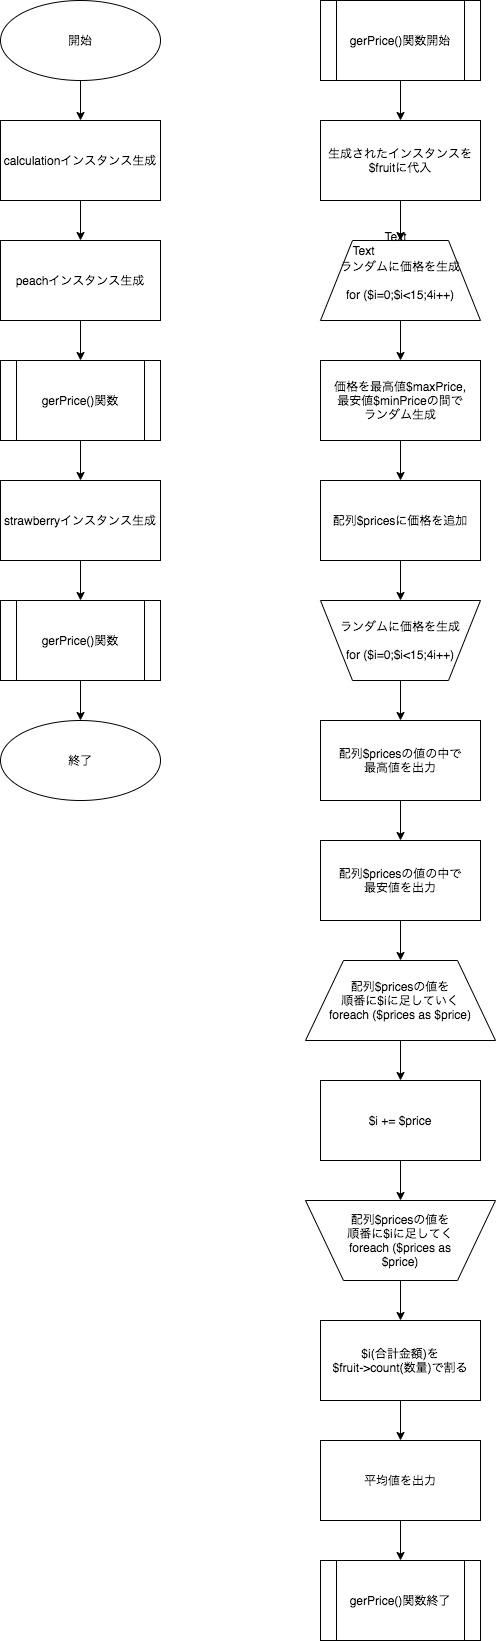 開始
calculationインスタンス生成
peachインスタンス生成
gerPrice()関数
strawberryインスタンス生成
gerPrice()関数
終了
gerPrice()関数開始
生成されたインスタンスを
$fruitに代入
Text
Text
ランダムに価格を生成
for ($i=0;$i<15;4i++)
価格を最高値$maxPrice,
最安値$minPriceの間で
ランダム生成
配列$pricesに価格を追加
ランダムに価格を生成
for ($i=0;$i<15;4i++)
配列$pricesの値の中で
最高値を出力
配列$pricesの値の中で
最安値を出力
配列$pricesの値を
順番に$iに足していく
foreach ($prices as $price)
$i += $price
配列$pricesの値を
順番に$iに足してく
foreach ($prices as
$price)
$i(合計金額)を
$fruit->count(数量)で割る
平均値を出力
gerPrice()関数終了